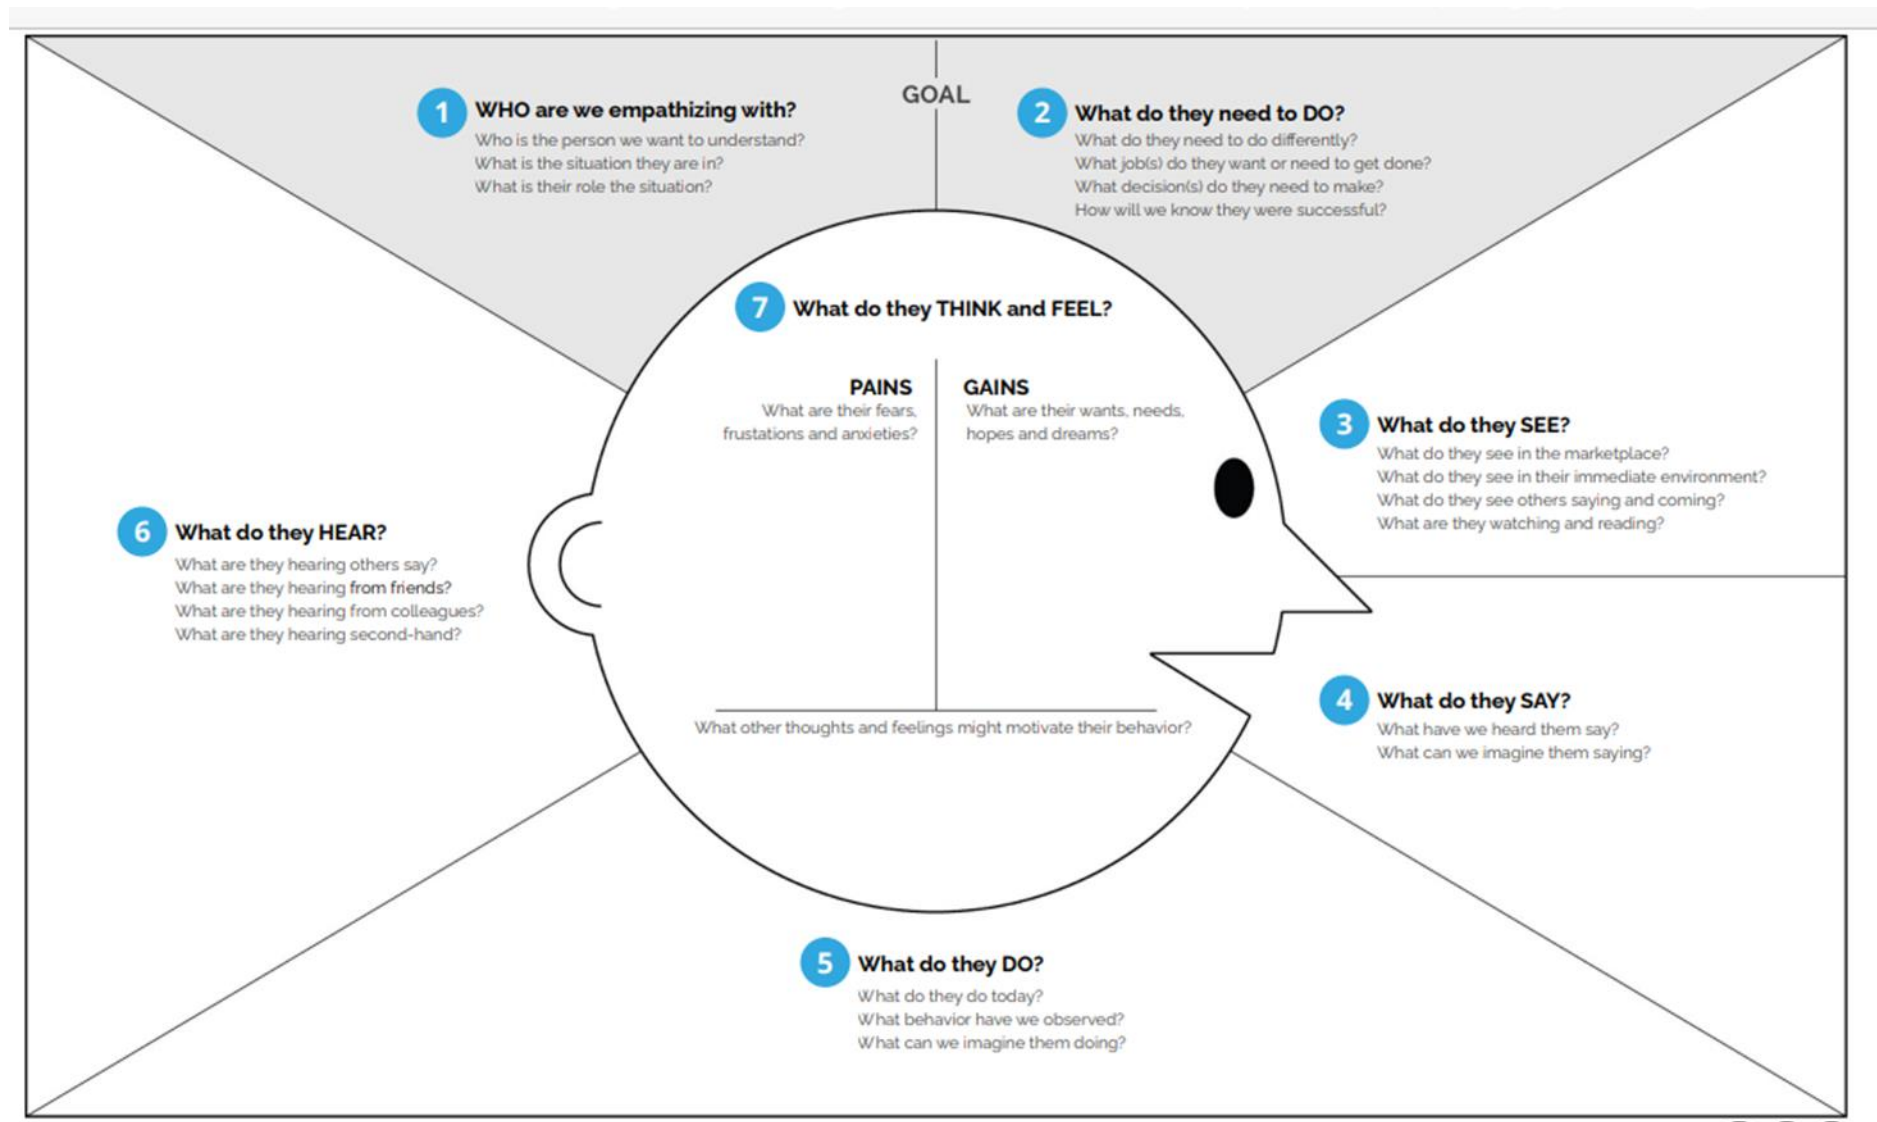 GOAL
1 WHO are we empathizing with?
Who is the person we want to understand?
What is the situation they are in?
What is their role the situation?
2 What do they need to DO?
What do they need to do differently?
What job(s) do they want or need to get done?
What decision(s) do they need to make?
How will we know they were successful?
3 What do they SEE?
What do they see in the marketplace?
What do they see in their immediate environment?
What do they see others saying and coming?
What are they watching and reading?
4 What do they SAY?
What have we heard them say?
What can we imagine them saying?
5 What do they DO?
What do they do today?
What behavior have we observed?
What can we imagine them doing?
6 What do they HEAR?
What are they hearing others say?
What are they hearing from friends?
What are they hearing from colleagues?
What are they hearing second-hand?
7 What do they THINK and FEEL?
PAINS
What are their fears,
frustations and anxieties?
GAINS
What are their wants, needs,
hopes and dreams?
What other thoughts and feelings might motivate their behavior?